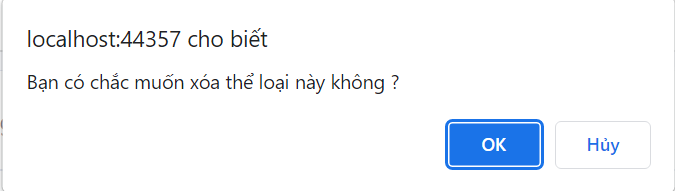 localhost:44357 cho biết
Bạn có chắc muốn xóa thể loại này không ?
OK
Hủy